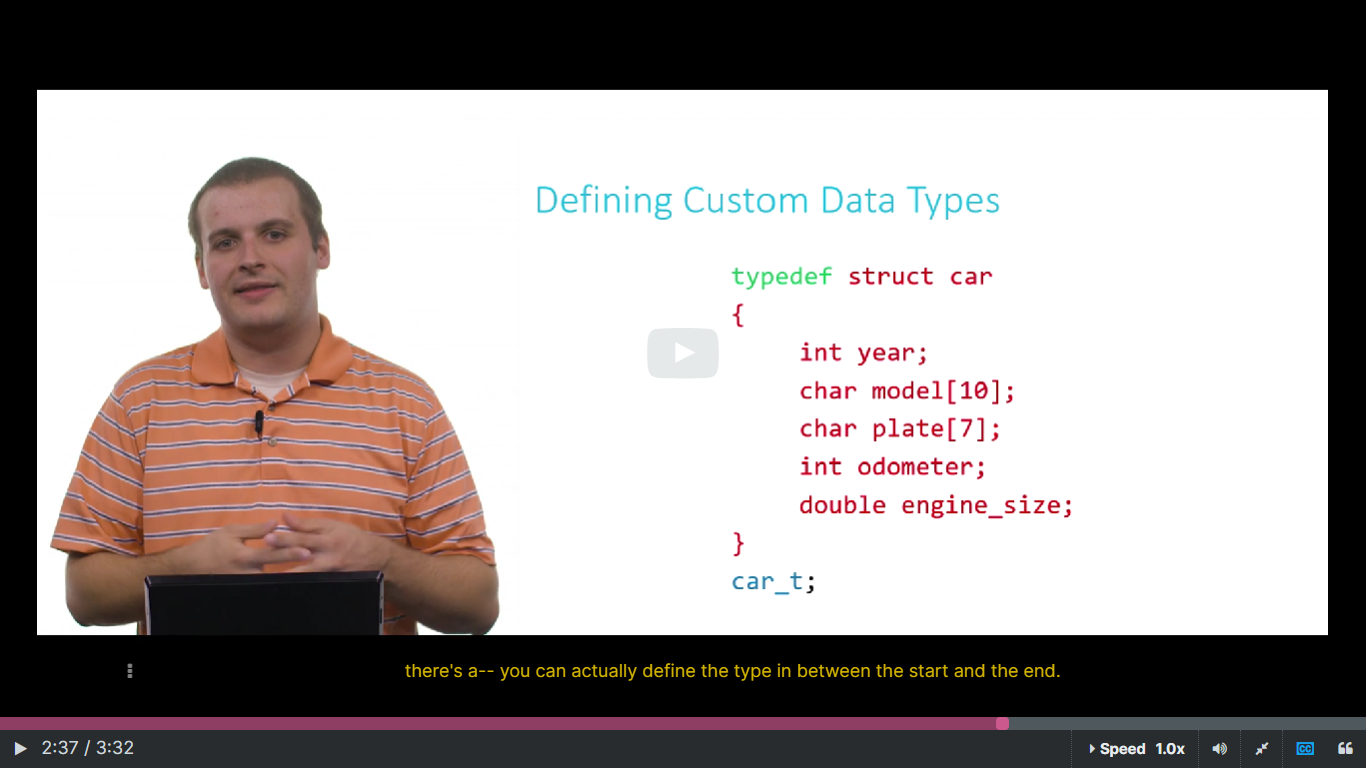 Defining Custom Data Types
typedef struct car
{
int year;
char model[10];
char plate[7];
int odometer;
double engine_size;
}
car_t;
there's a-- you can actually define the type in between the start and the end.
2:37 / 3:32
Speed 1.0x
CC